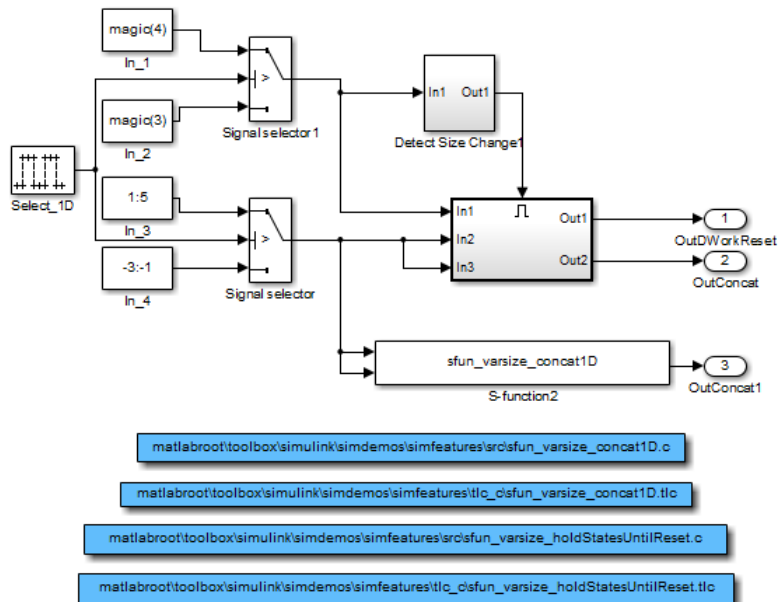 magic(4)
In_1
>
Signal selector1
magic(3)
In_2
In1 Out1
Detect Size Change1
Select_1D
1:5
In_3
>
Signal selector
-3:-1
In_4
In1
In2
In3
Out1
Out2
1
OutDWorkReset
2
OutConcat
sfun_varsize_concat1D
S-function2
3
OutConcat1
matlabroot\toolbox\simulink\simdemos\simfeatures\src\sfun_varsize_concat1D.c
matlabroot\toolbox\simulink\simdemos\simfeatures\tlc_c\sfun_varsize_concat1D.tlc
matlabroot\toolbox\simulink\simdemos\simfeatures\src\sfun_varsize_holdStatesUntilReset.c
matlabroot\toolbox\simulink\simdemos\simfeatures\tlc_c\sfun_varsize_holdStatesUntilReset.tlc